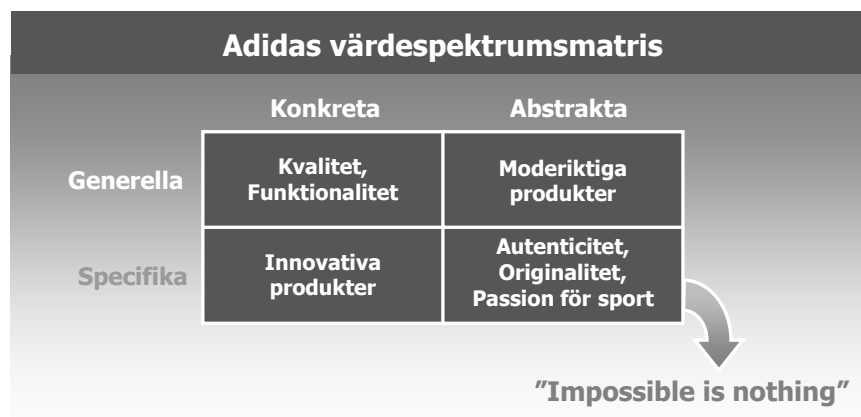 Adidas värdespektrumsmatris
Konkreta Abstrakta
Generella
Kvalitet,
Funktionalitet
Moderiktiga
produkter
Specifika
Innovativa
produkter
Autenticitet,
Originalitet,
Passion för sport
”Impossible is nothing”